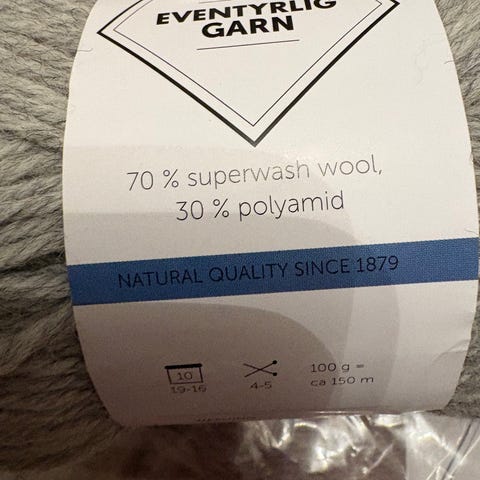 EVENTYRLIG
GARN
70 % superwash wool,
30 % polyamid
NATURAL QUALITY SINCE 1879
10
19-16
4-5
100 g =
ca 150 m